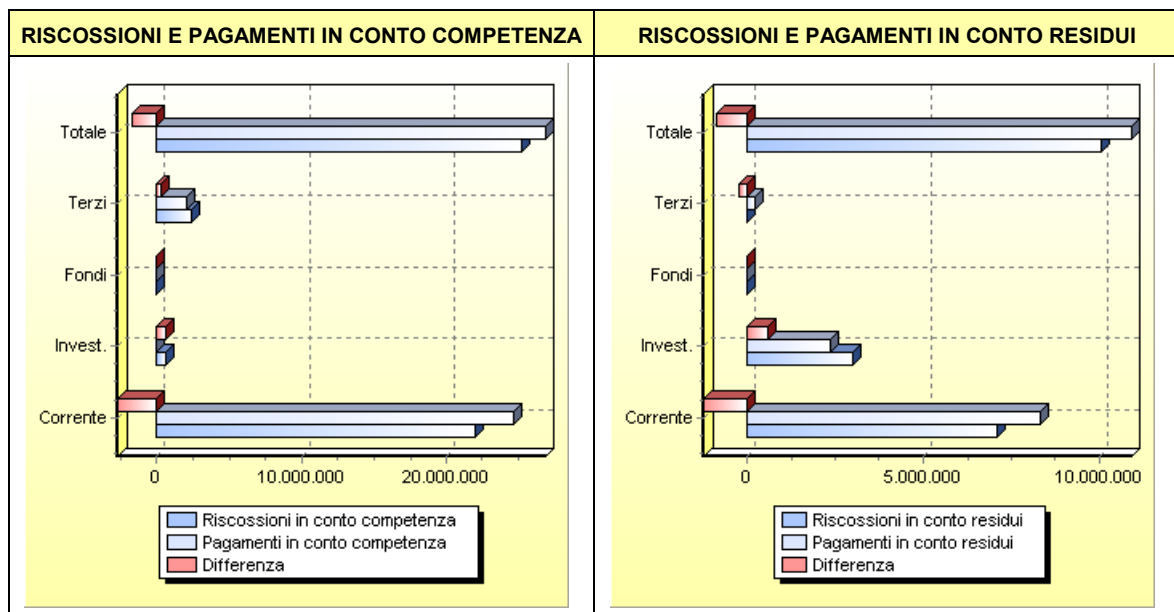 RISCOSSIONI E PAGAMENTI IN CONTO COMPETENZA
Totale
Terzi
Fondi
Invest.
Corrente
0 10.000.000 20.000.000
Riscossioni in conto competenza
Pagamenti in conto competenza
Differenza
RISCOSSIONI E PAGAMENTI IN CONTO RESIDUI
Totale
Terzi
Fondi
Invest.
Corrente
0 5.000.000 10.000.000
Riscossioni in conto residui
Pagamenti in conto residui
Differenza